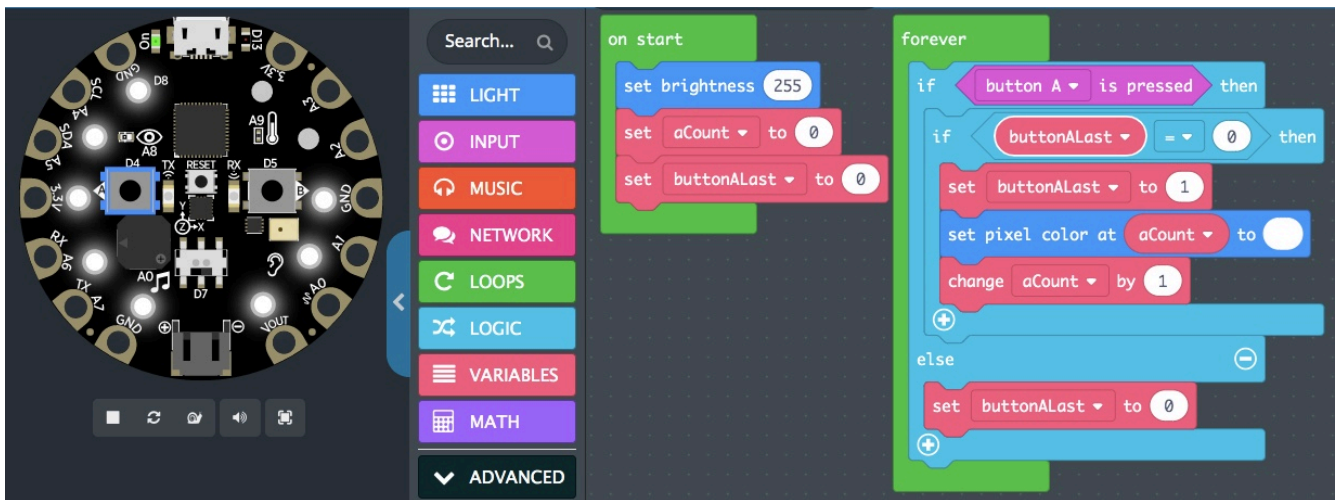 On
D13
GND
D8
3.3V
SCL
A4
A3
SDA
A5
A8
A9
A2
D4
TX
RESET
RX
D5
3.3V
A
B
GND
Y
Z
X
RX
A6
A1
A0
D7
TX
A7
A0
GND
VOUT
Search...
LIGHT
INPUT
MUSIC
NETWORK
LOOPS
LOGIC
VARIABLES
MATH
ADVANCED
on start
set brightness 255
set aCount to 0
set buttonALast to 0
forever
if button A is pressed then
if buttonALast = 0 then
set buttonALast to 1
set pixel color at aCount to
change aCount by 1
else
set buttonALast to 0